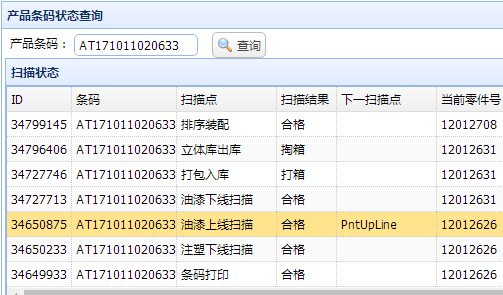 产品条码状态查询
产品条码： AT171011020633 查询
扫描状态
ID 条码 扫描点 扫描结果 下一扫描点 当前零件号
34799145 AT171011020633 排序装配 合格 12012708
34796406 AT171011020633 立体库出库 掏箱 12012631
34727746 AT171011020633 打包入库 打箱 12012631
34727713 AT171011020633 油漆下线扫描 合格 12012631
34650875 AT171011020633 油漆上线扫描 合格 PntUpLine 12012626
34650233 AT171011020633 注塑下线扫描 合格 12012626
34649933 AT171011020633 条码打印 合格 12012626